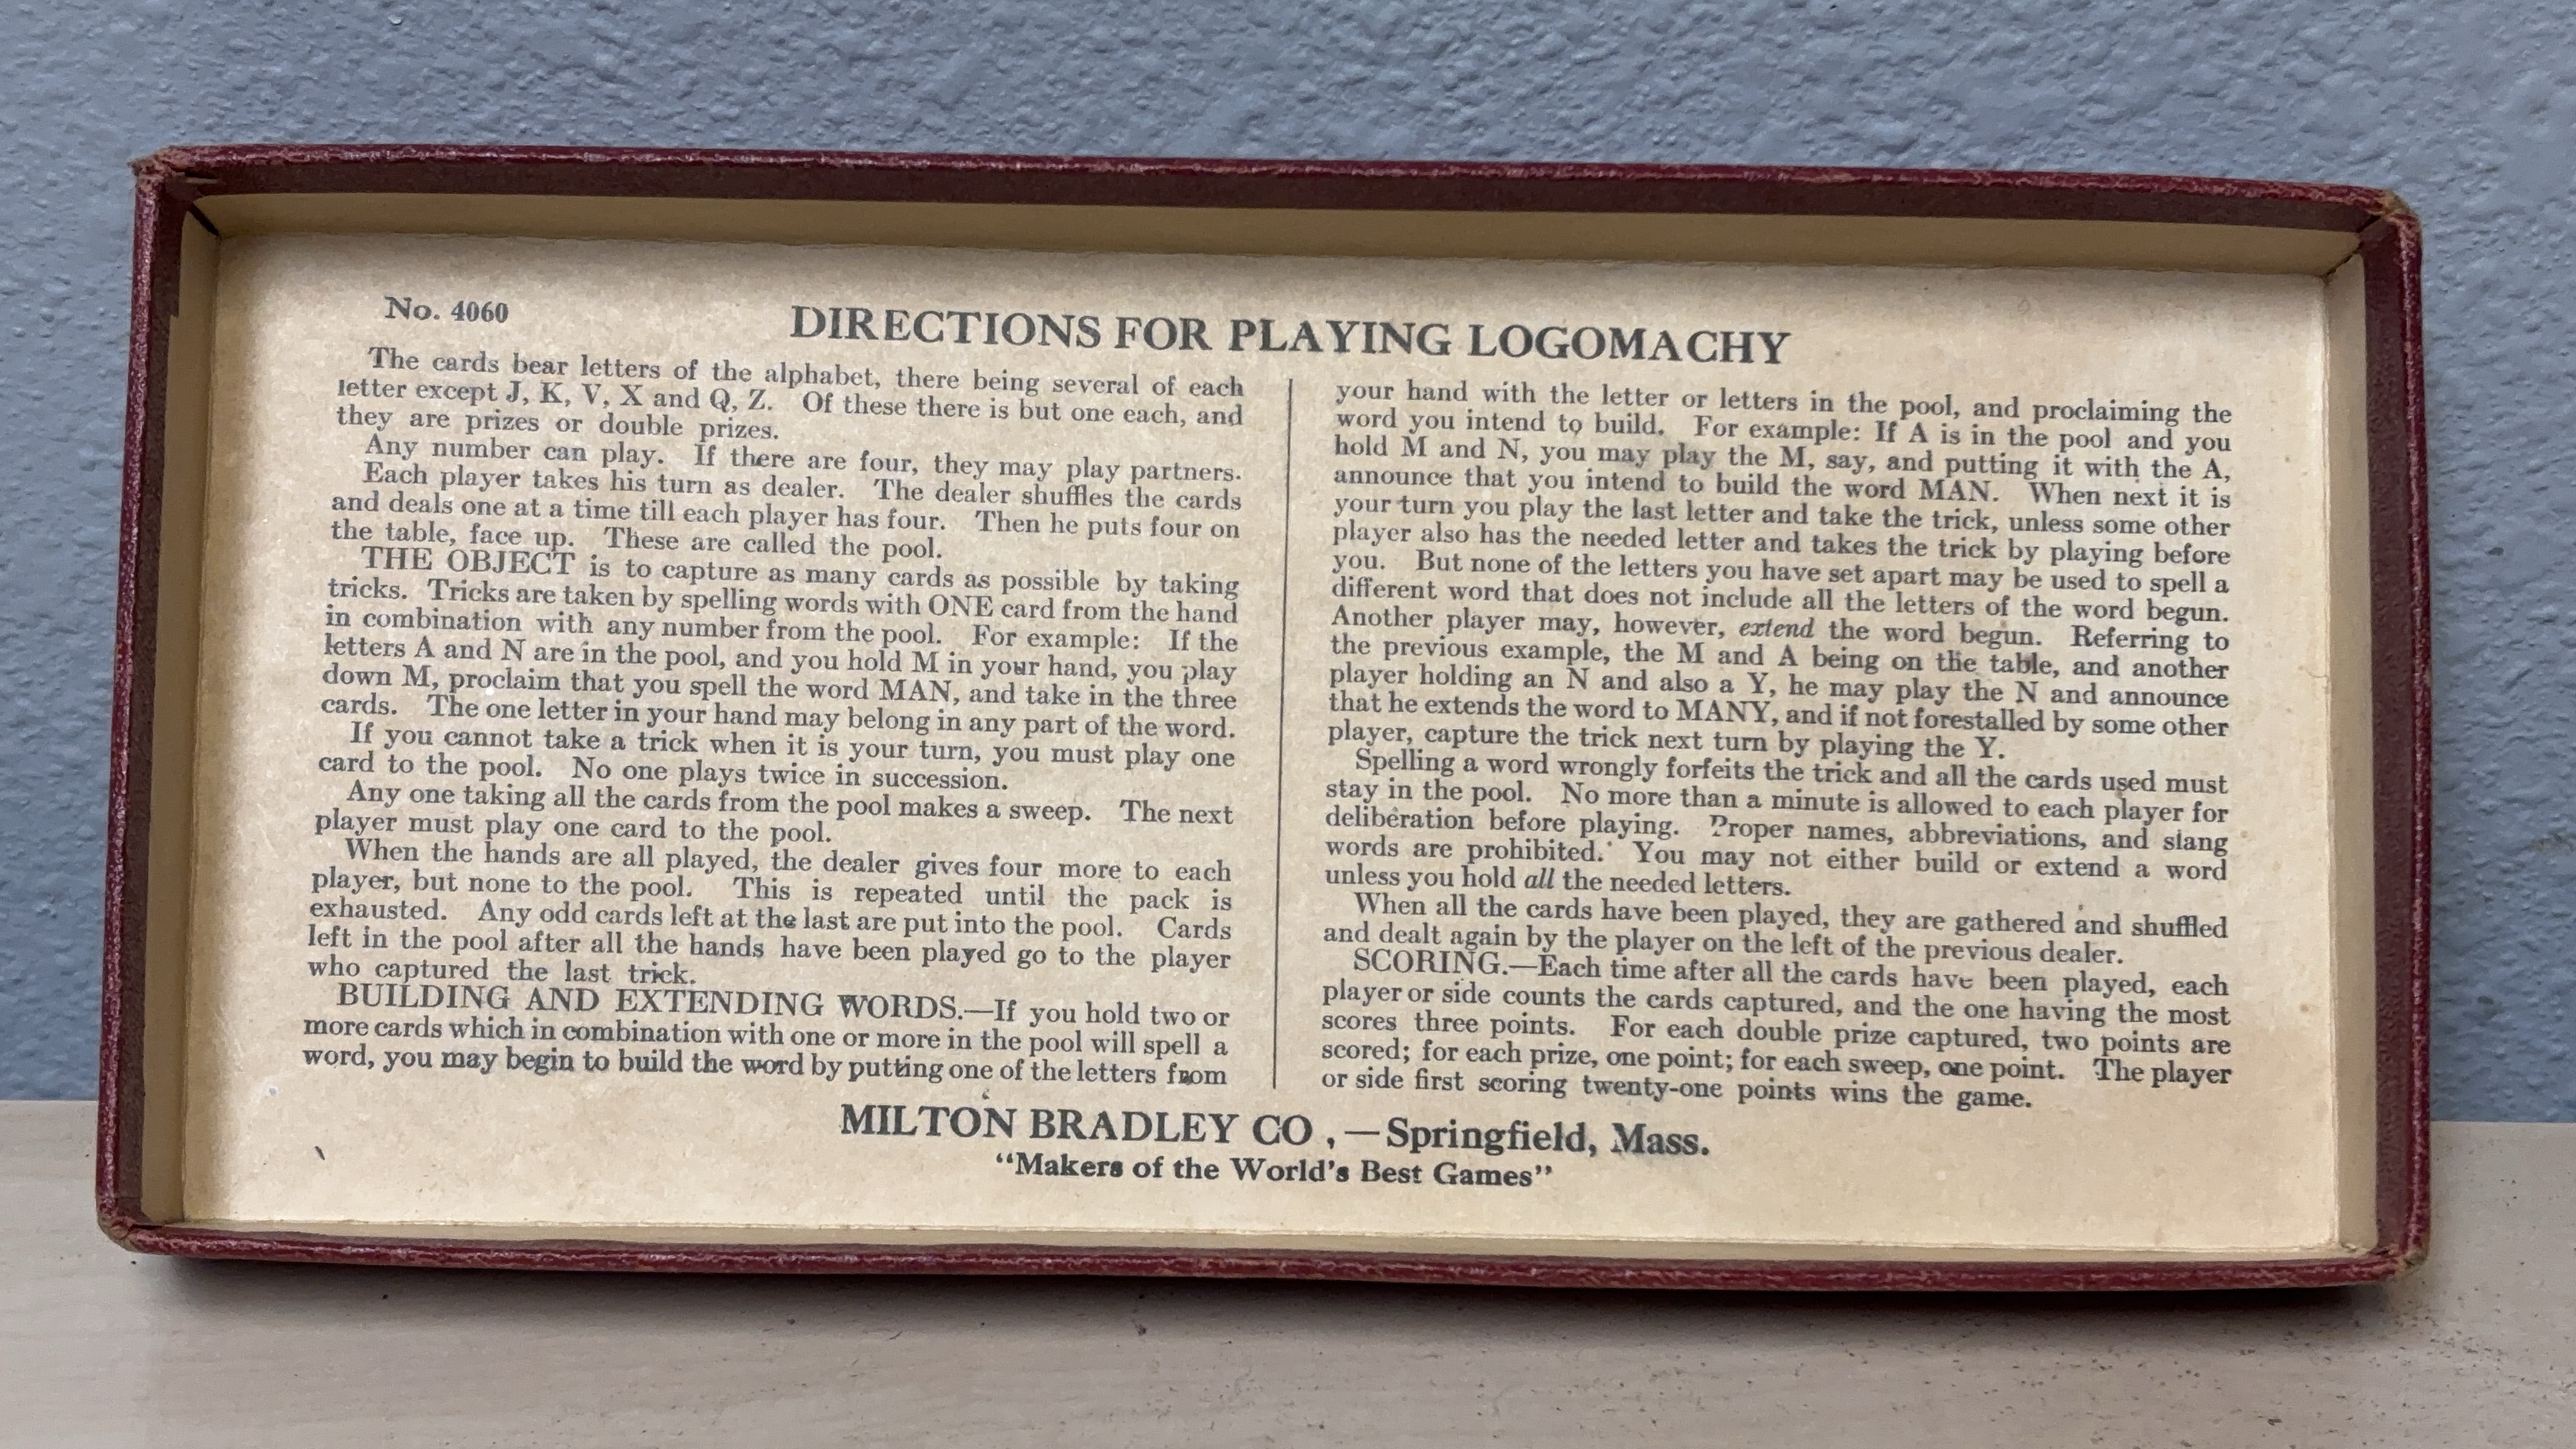 No. 4060
DIRECTIONS FOR PLAYING LOGOMACHY
The cards bear letters of the alphabet, there being several of each
letter except J, K, V, X and Q, Z. Of these there is but one each, and
they are prizes or double prizes.
Any number can play. If there are four, they may play partners.
Each player takes his turn as dealer. The dealer shuffles the cards
and deals one at a time till each player has four. Then he puts four on
the table, face up. These are called the pool.
THE OBJECT is to capture as many cards as possible by taking
tricks. Tricks are taken by spelling words with ONE card from the hand
in combination with any number from the pool. For example: If the
letters A and N are in the pool, and you hold M in your hand, you play
down M, proclaim that you spell the word MAN, and take in the three
cards. The one letter in your hand may belong in any part of the word.
If you cannot take a trick when it is your turn, you must play one
card to the pool. No one plays twice in succession.
Any one taking all the cards from the pool makes a sweep. The next
player must play one card to the pool.
When the hands are all played, the dealer gives four more to each
player, but none to the pool. This is repeated until the pack is
exhausted. Any odd cards left at the last are put into the pool. Cards
left in the pool after all the hands have been played go to the player
who captured the last trick.
BUILDING AND EXTENDING WORDS.—If you hold two or
more cards which in combination with one or more in the pool will spell a
word, you may begin to build the word by putting one of the letters from
your hand with the letter or letters in the pool, and proclaiming the
word you intend to build. For example: If A is in the pool and you
hold M and N, you may play the M, say, and putting it with the A,
announce that you intend to build the word MAN. When next it is
your turn you play the last letter and take the trick, unless some other
player also has the needed letter and takes the trick by playing before
you. But none of the letters you have set apart may be used to spell a
different word that does not include all the letters of the word begun.
Another player may, however, extend the word begun. Referring to
the previous example, the M and A being on the table, and another
player holding an N and also a Y, he may play the N and announce
that he extends the word to MANY, and if not forestalled by some other
player, capture the trick next turn by playing the Y.
Spelling a word wrongly forfeits the trick and all the cards used must
stay in the pool. No more than a minute is allowed to each player for
deliberation before playing. Proper names, abbreviations, and slang
words are prohibited. You may not either build or extend a word
unless you hold all the needed letters.
When all the cards have been played, they are gathered and shuffled
and dealt again by the player on the left of the previous dealer.
SCORING.—Each time after all the cards have been played, each
player or side counts the cards captured, and the one having the most
scores three points. For each double prize captured, two points are
scored; for each prize, one point; for each sweep, one point. The player
or side first scoring twenty-one points wins the game.
MILTON BRADLEY CO , — Springfield, Mass.
"Makers of the World's Best Games"